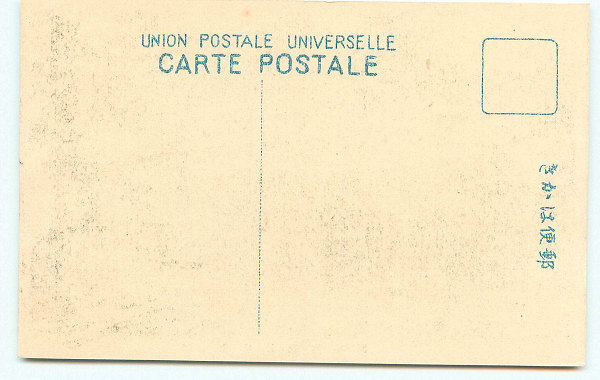 UNION POSTALE UNIVERSELLE
CARTE POSTALE
きかは便郵